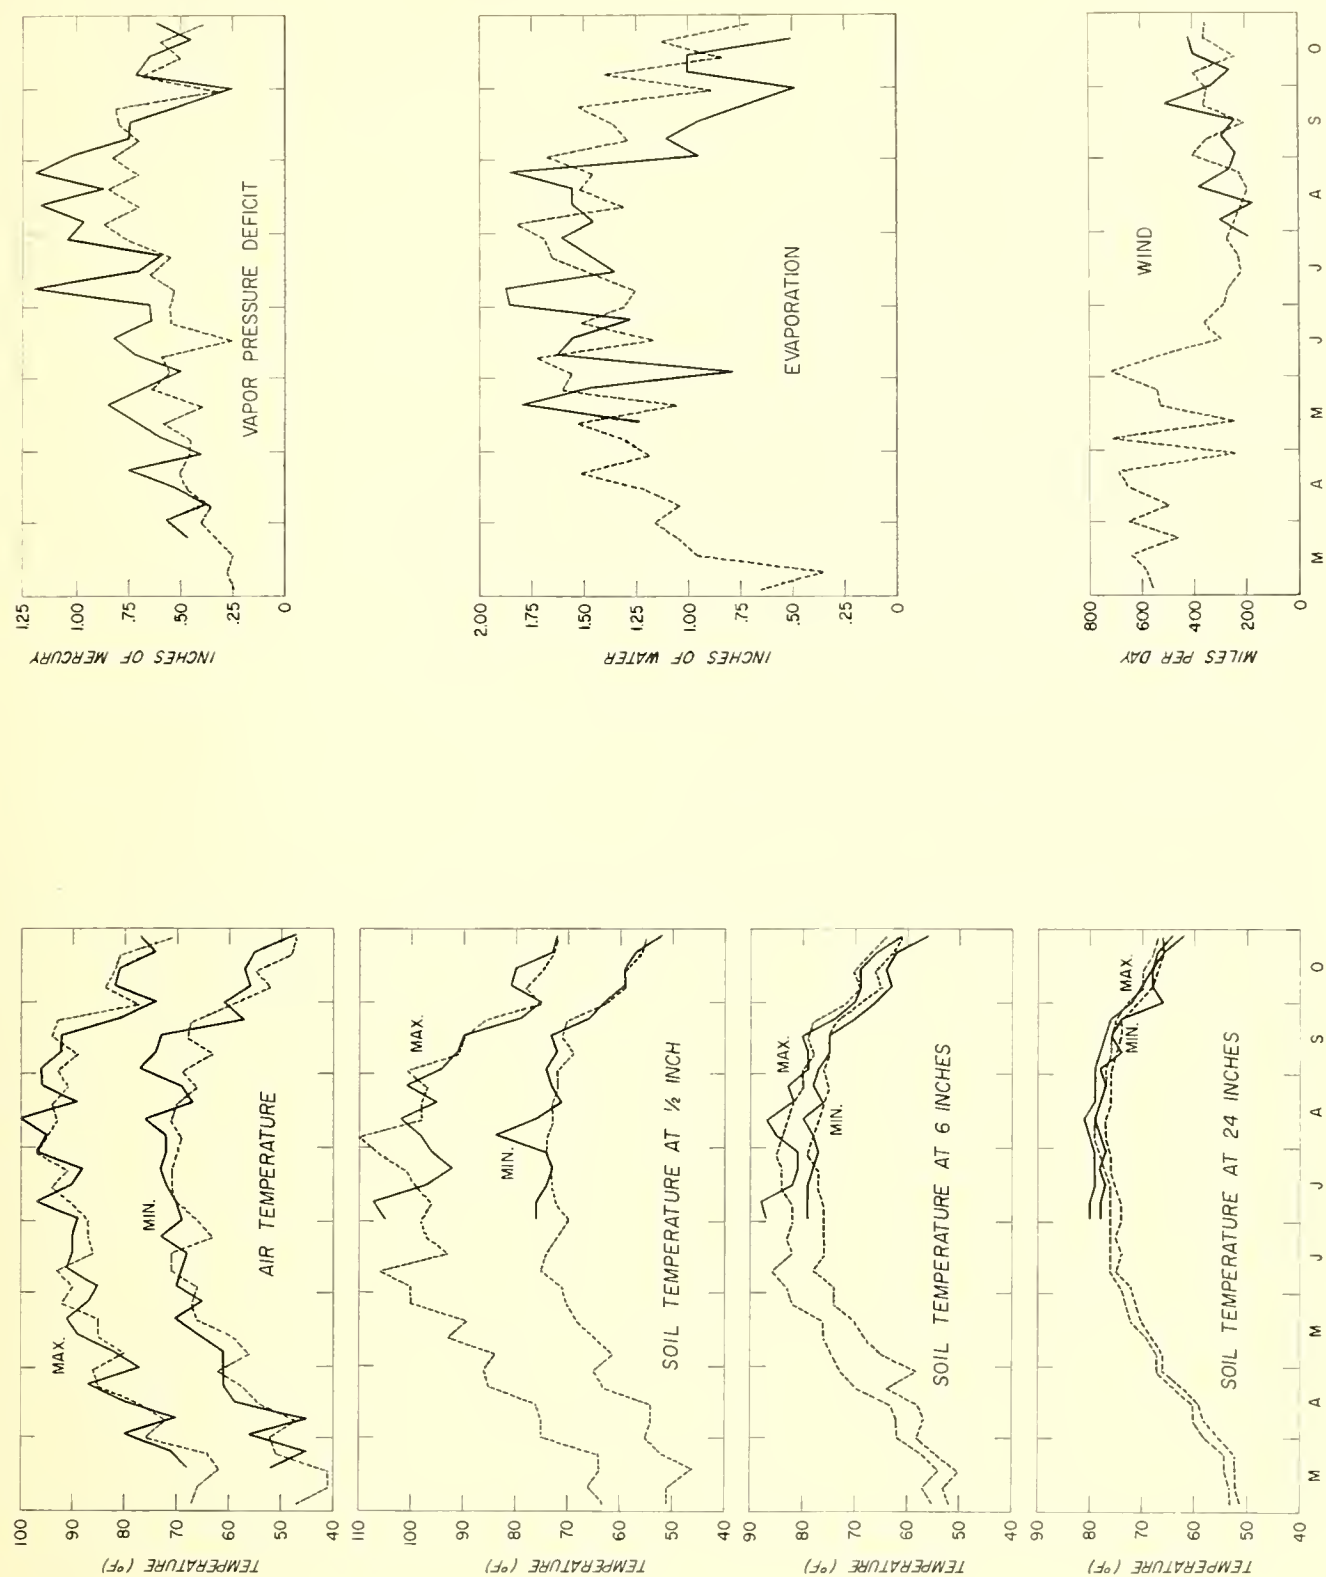 TEMPERATURE (°F)
100
90
80
70
60
50
40
MAX.
MIN.
AIR TEMPERATURE
TEMPERATURE (°F)
110
100
90
80
70
60
50
40
MAX.
MIN.
SOIL TEMPERATURE AT ½ INCH
TEMPERATURE (°F)
90
80
70
60
50
40
MAX.
MIN.
SOIL TEMPERATURE AT 6 INCHES
TEMPERATURE (°F)
90
80
70
60
50
40
MAX.
MIN.
SOIL TEMPERATURE AT 24 INCHES
M A M J J A S O
INCHES OF MERCURY
1.25
1.00
.75
.50
.25
0
VAPOR PRESSURE DEFICIT
INCHES OF WATER
2.00
1.75
1.50
1.25
1.00
.75
.50
.25
0
EVAPORATION
MILES PER DAY
800
600
400
200
0
WIND
M A M J J A S O